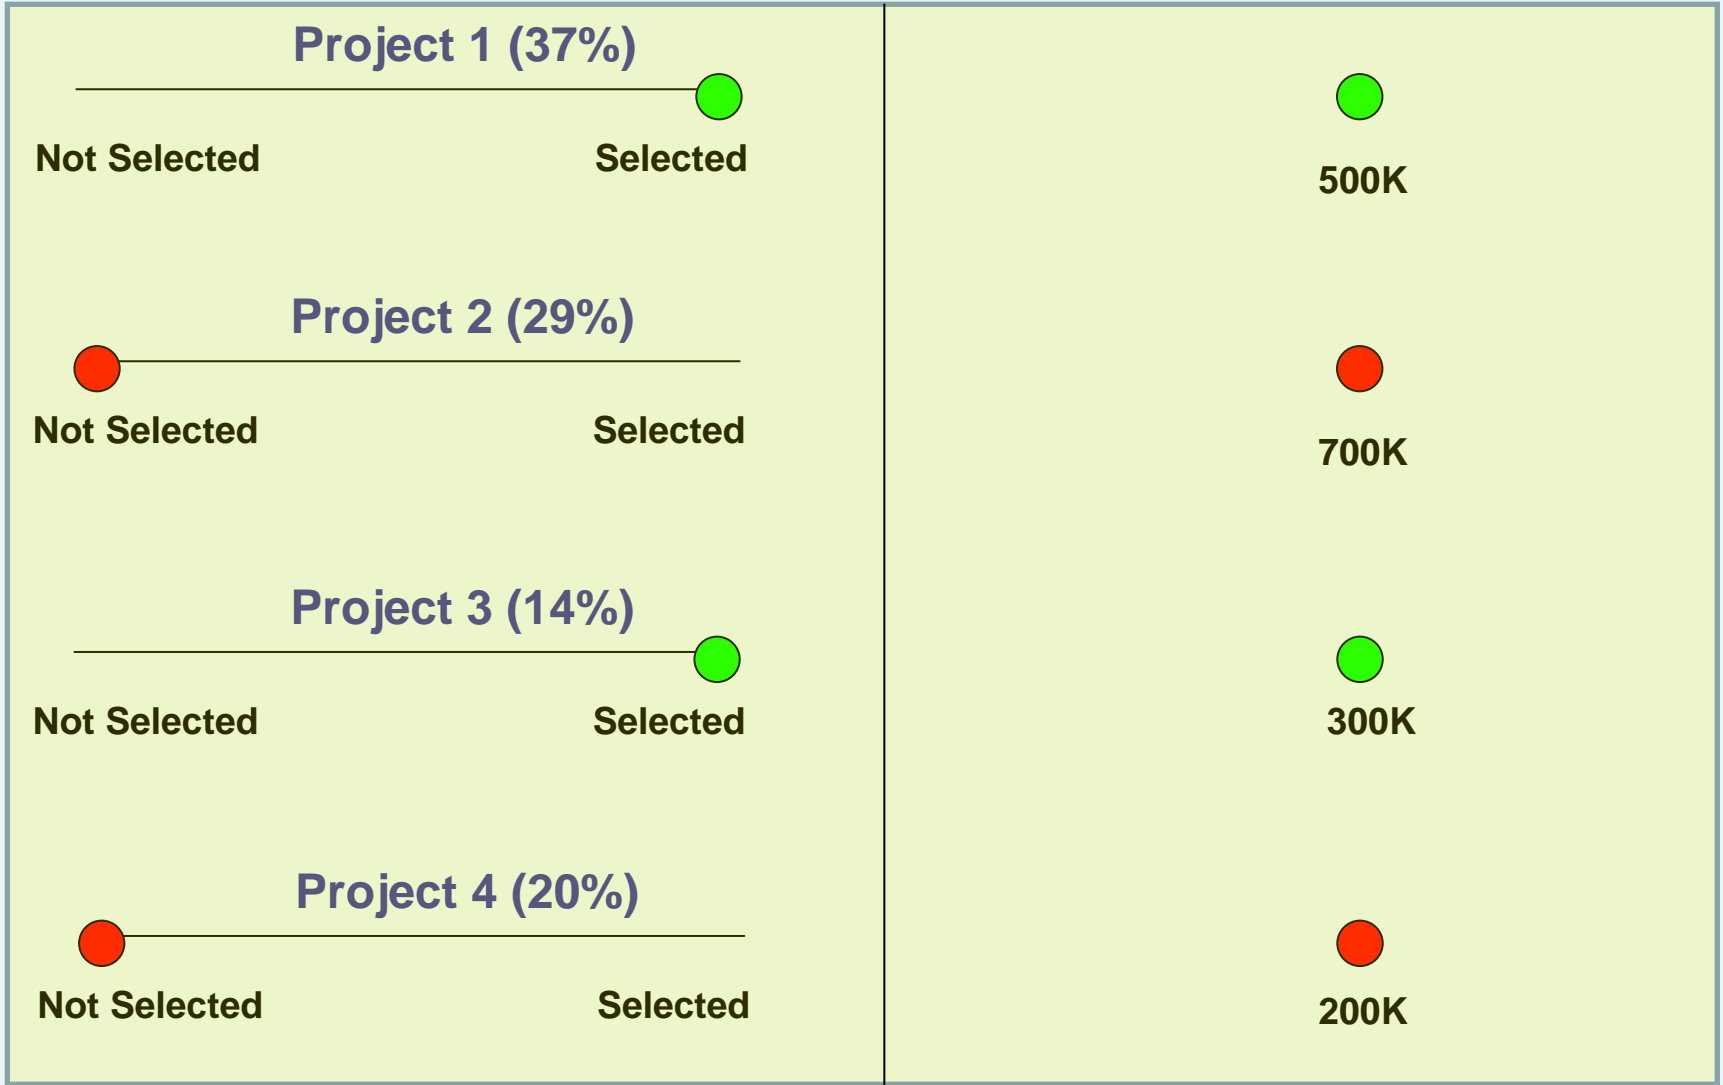 Project 1 (37%)
Not Selected Selected
500K
Project 2 (29%)
Not Selected Selected
700K
Project 3 (14%)
Not Selected Selected
300K
Project 4 (20%)
Not Selected Selected
200K